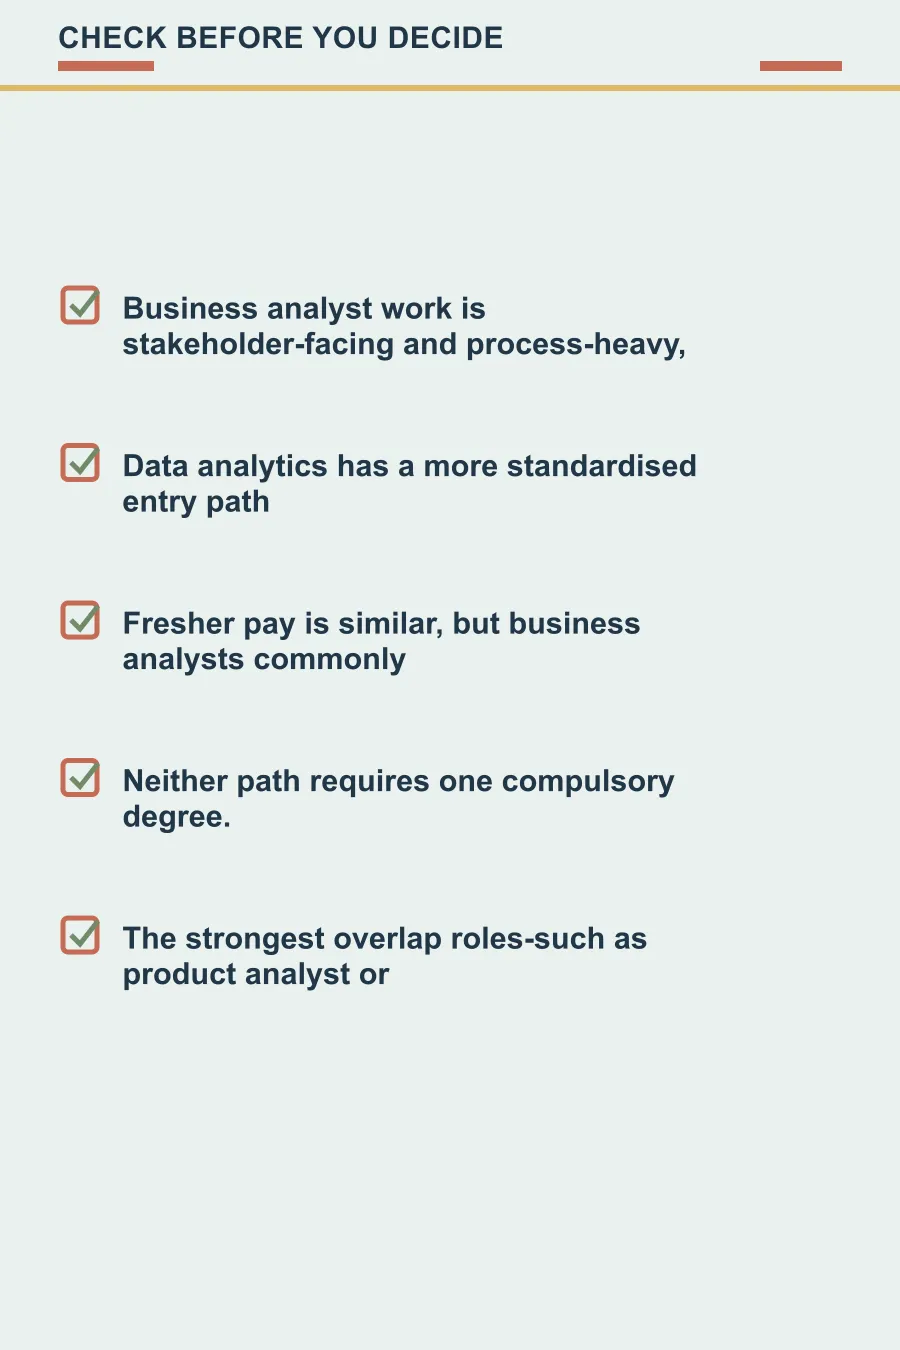 CHECK BEFORE YOU DECIDE
Business analyst work is
stakeholder-facing and process-heavy,
Data analytics has a more standardised
entry path
Fresher pay is similar, but business
analysts commonly
Neither path requires one compulsory
degree.
The strongest overlap roles-such as
product analyst or